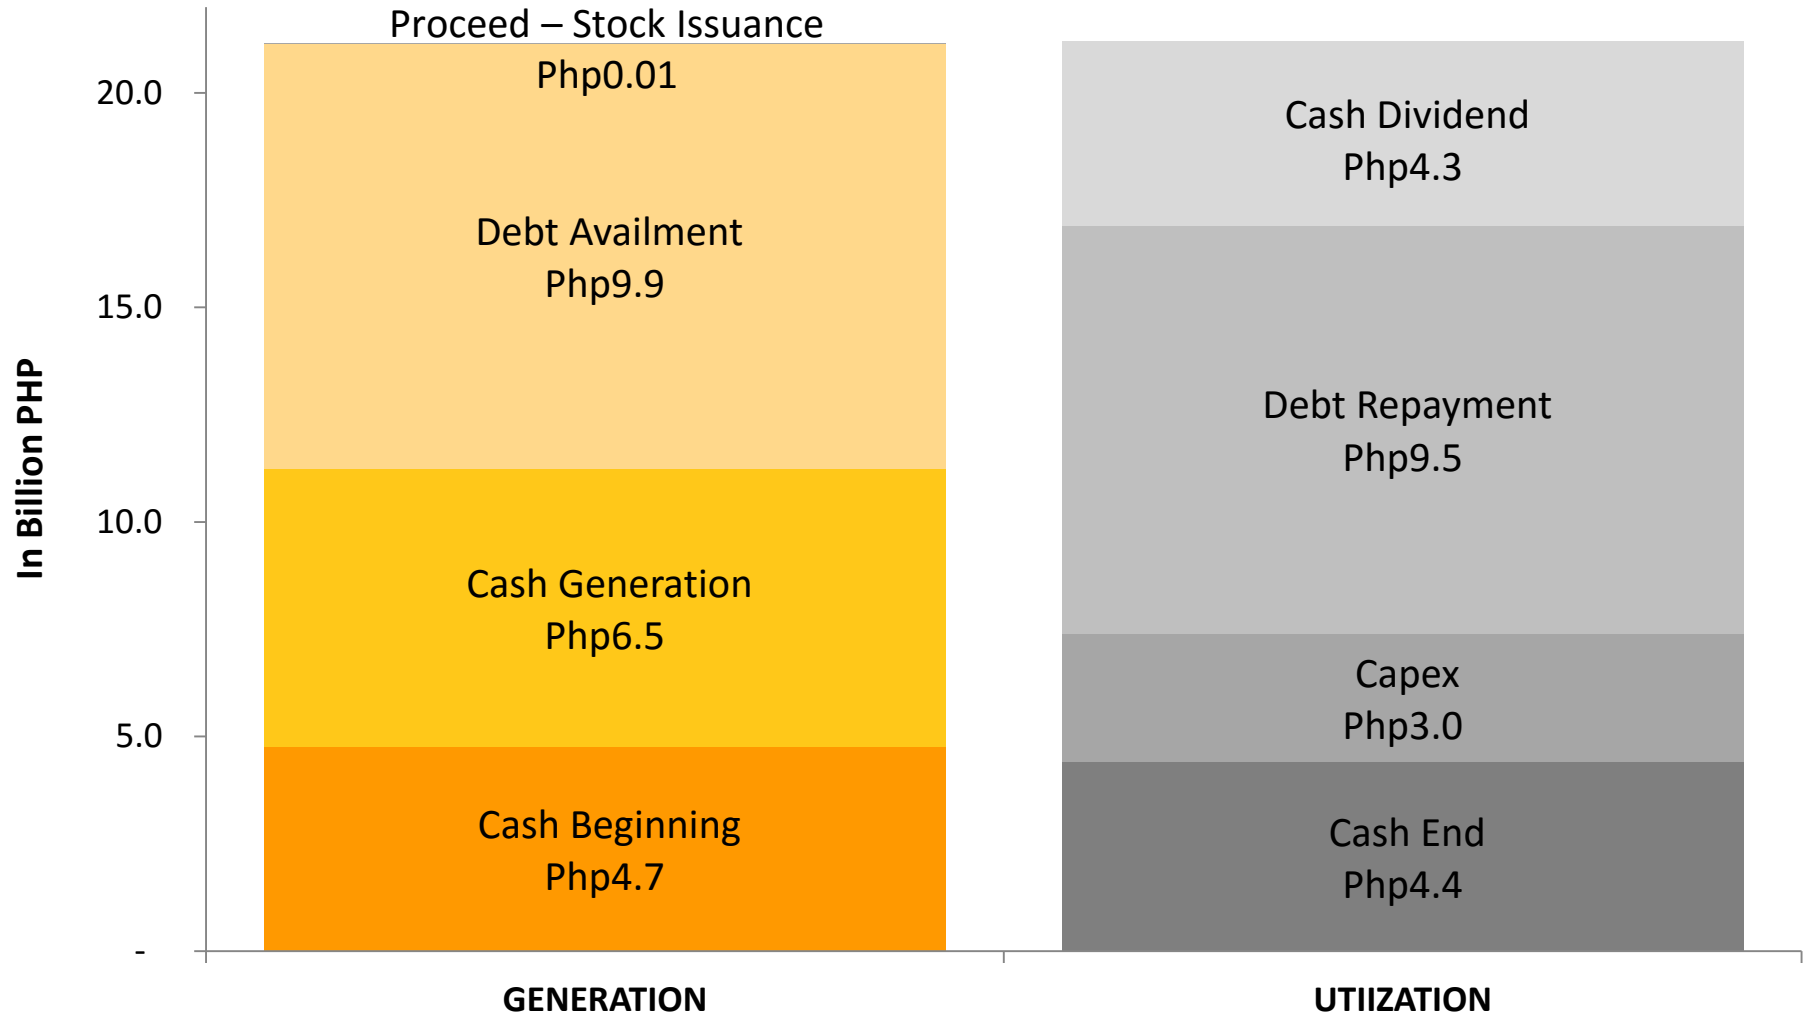 In Billion PHP
20.0
15.0
10.0
5.0
-
Proceed – Stock Issuance
Php0.01
Debt Availment
Php9.9
Cash Generation
Php6.5
Cash Beginning
Php4.7
Cash Dividend
Php4.3
Debt Repayment
Php9.5
Capex
Php3.0
Cash End
Php4.4
GENERATION
UTIIZATION